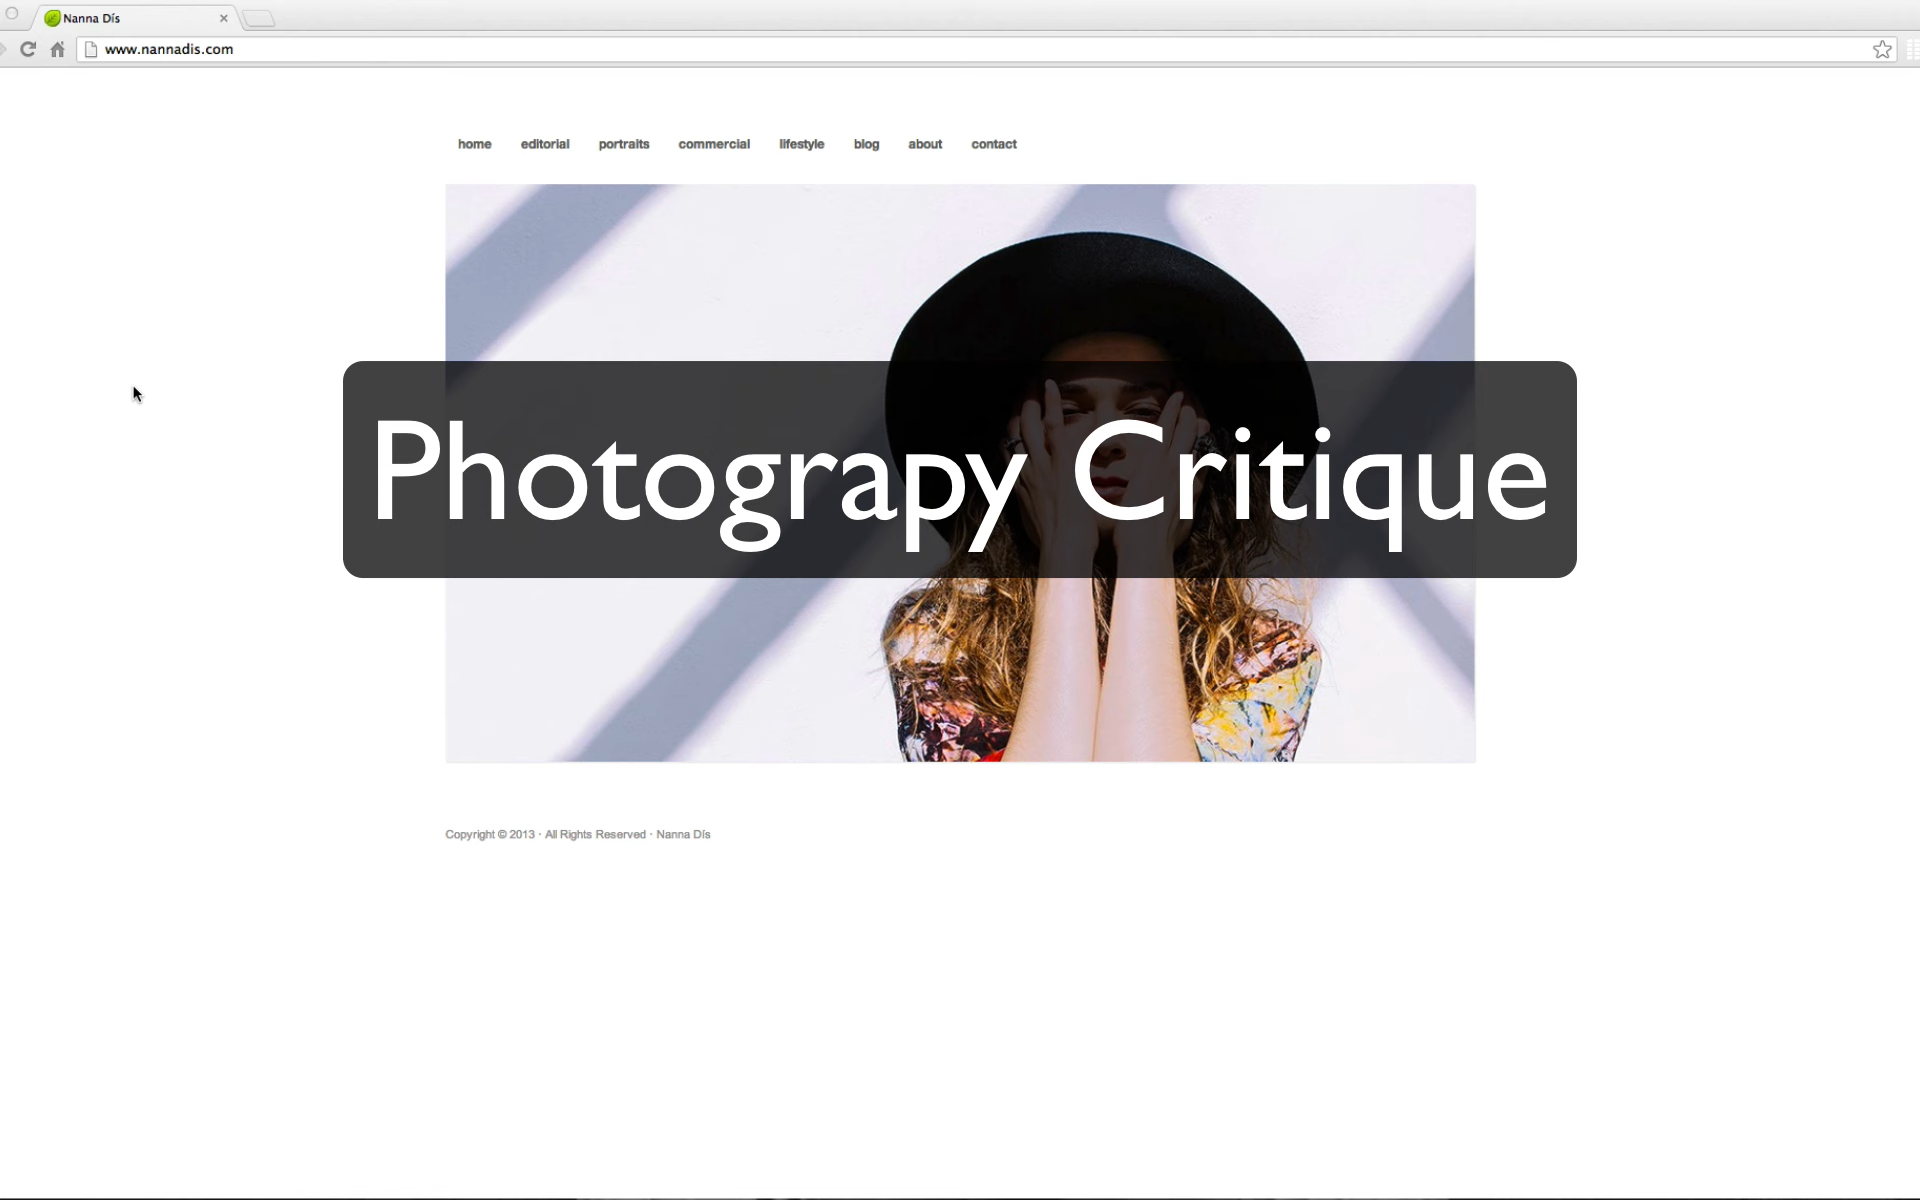 Nanna Dís
www.nannadis.com
home editorial portraits commercial lifestyle blog about contact
Photograpy Critique
Copyright © 2013 · All Rights Reserved · Nanna Dís